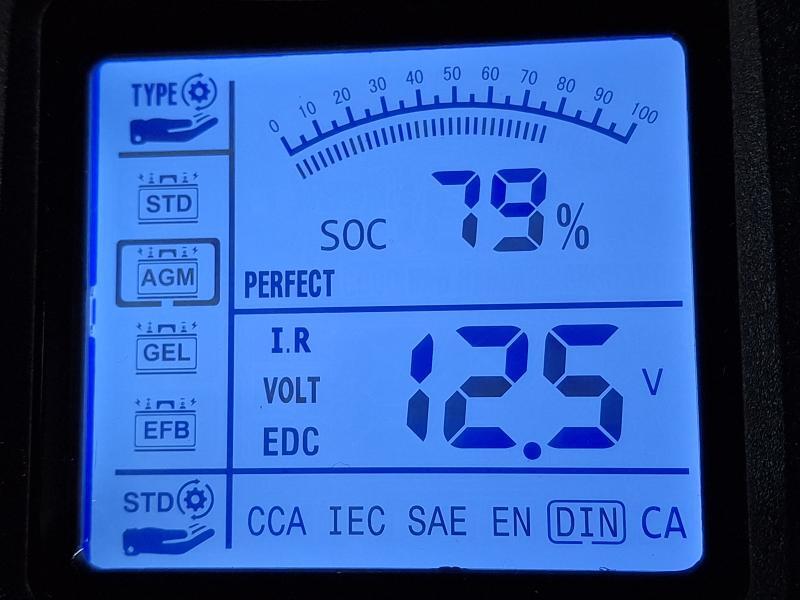 TYPE
0 10 20 30 40 50 60 70 80 90 100
STD
SOC 79%
AGM
PERFECT
I.R
GEL
VOLT 12.5 V
EFB
EDC
STD
CCA IEC SAE EN DIN CA